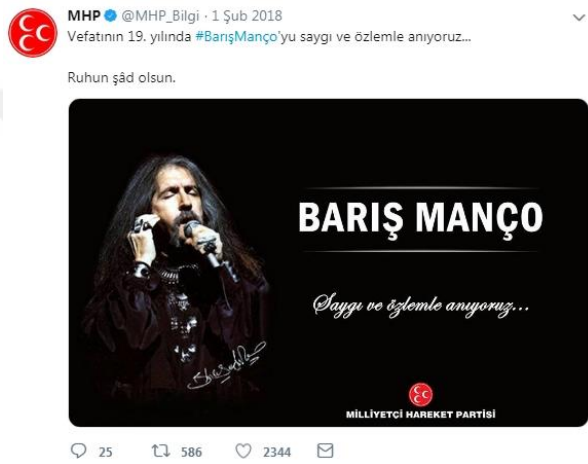 MHP @MHP_Bilgi · 1 Şub 2018
Vefatının 19. yılında #BarışManço'yu saygı ve özlemle anıyoruz...
Ruhun şâd olsun.
BARIŞ MANÇO
Saygı ve özlemle anıyoruz...
MİLLİYETÇİ HAREKET PARTİSİ
25 586 2344